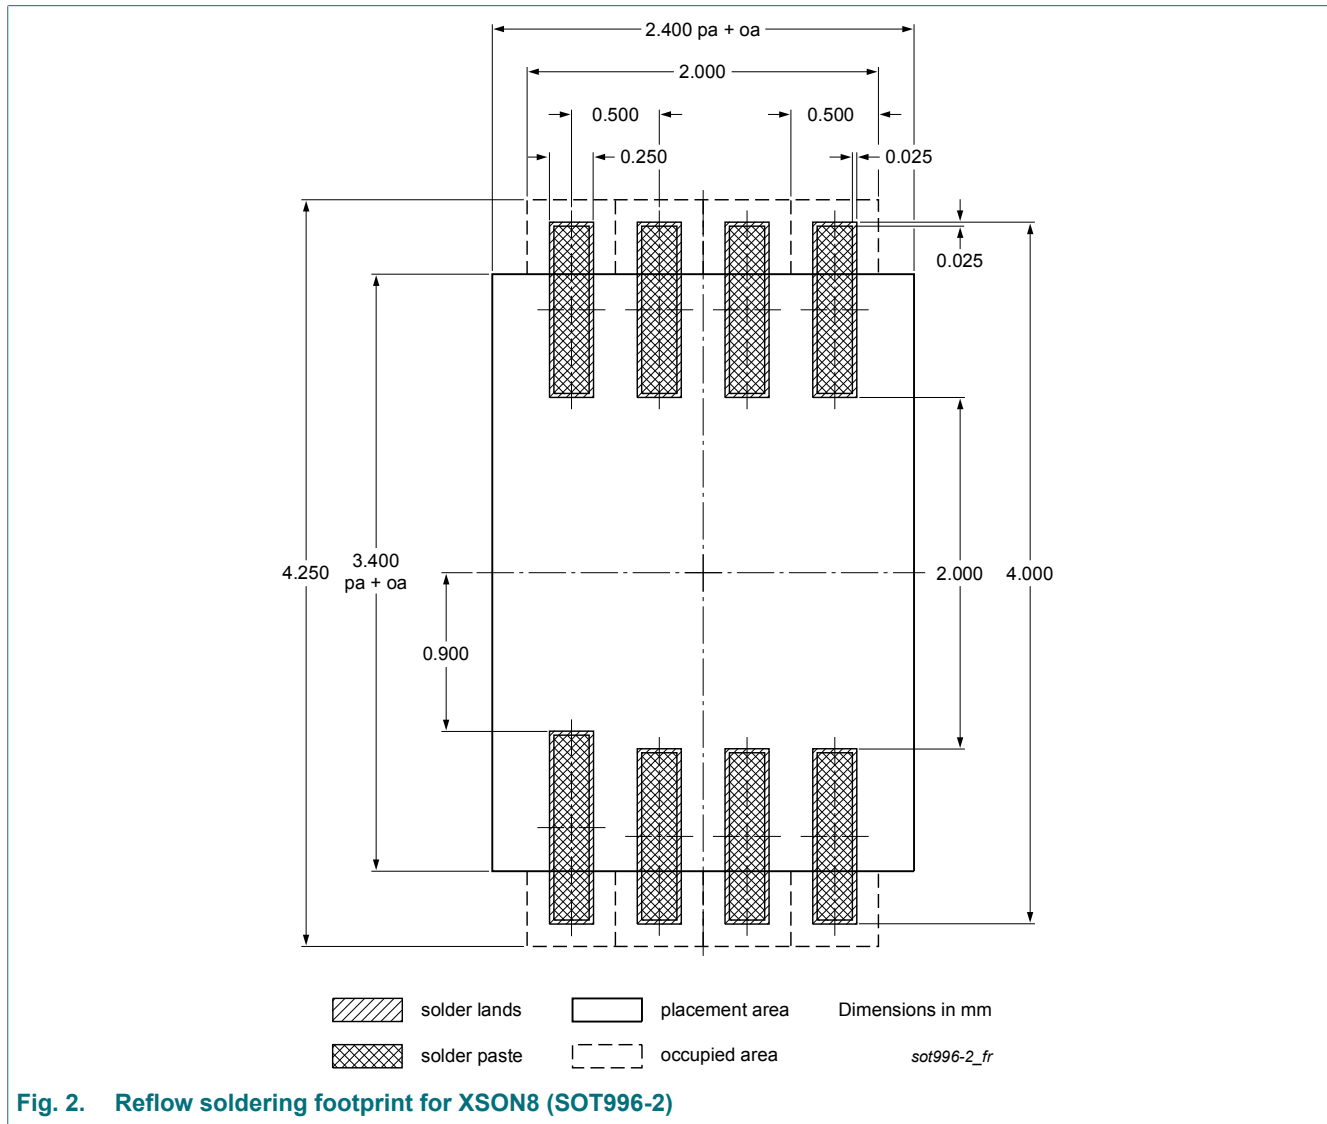 2.400 pa + oa
2.000
0.500
0.500
0.250
0.025
0.025
4.250
3.400
pa + oa
2.000
4.000
0.900
solder lands
placement area
Dimensions in mm
solder paste
occupied area
sot996-2_fr
Fig. 2. Reflow soldering footprint for XSON8 (SOT996-2)